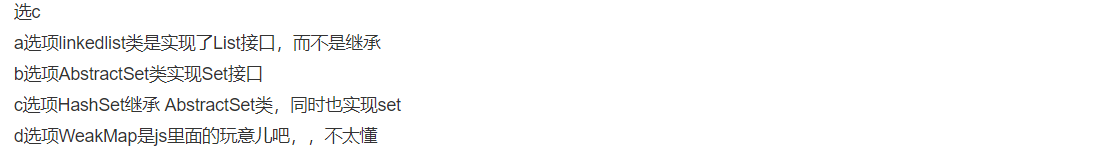 选c
a选项linkedlist类是实现了List接口，而不是继承
b选项AbstractSet类实现Set接口
c选项HashSet继承 AbstractSet类，同时也实现set
d选项WeakMap是js里面的玩意儿吧，，不太懂